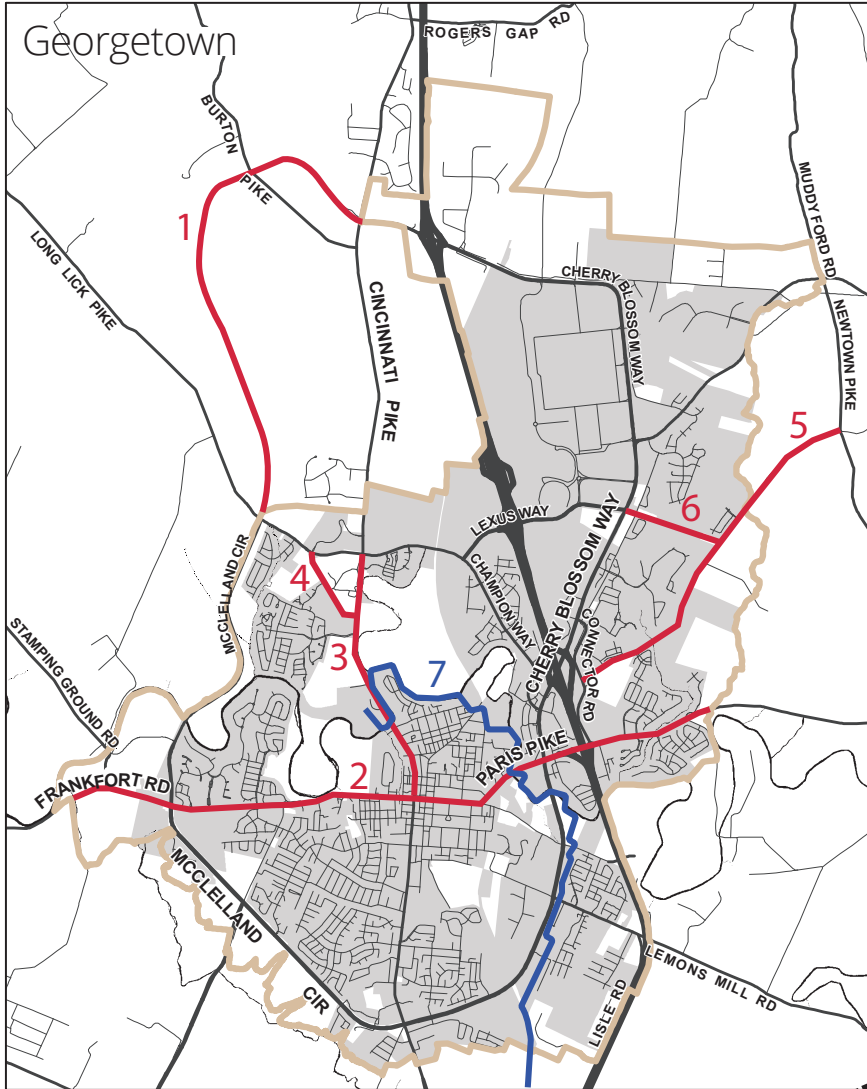 Georgetown
ROGERS GAP RD
BURTON
PIKE
1
LONG LICK PIKE
MUDDY FORD RD
CHERRY BLOSSOM WAY
CINCINNATI PIKE
NEWTOWN PIKE
5
6
LEXUS WAY
CHERRY BLOSSOM WAY
CHAMPION WAY
MCCLELLAND CIR
4
CONNECTOR RD
STAMPING GROUND RD
3
7
PARIS PIKE
FRANKFORT RD
2
MCCLELLAND
CIR
LEMONS MILL RD
LISLE RD